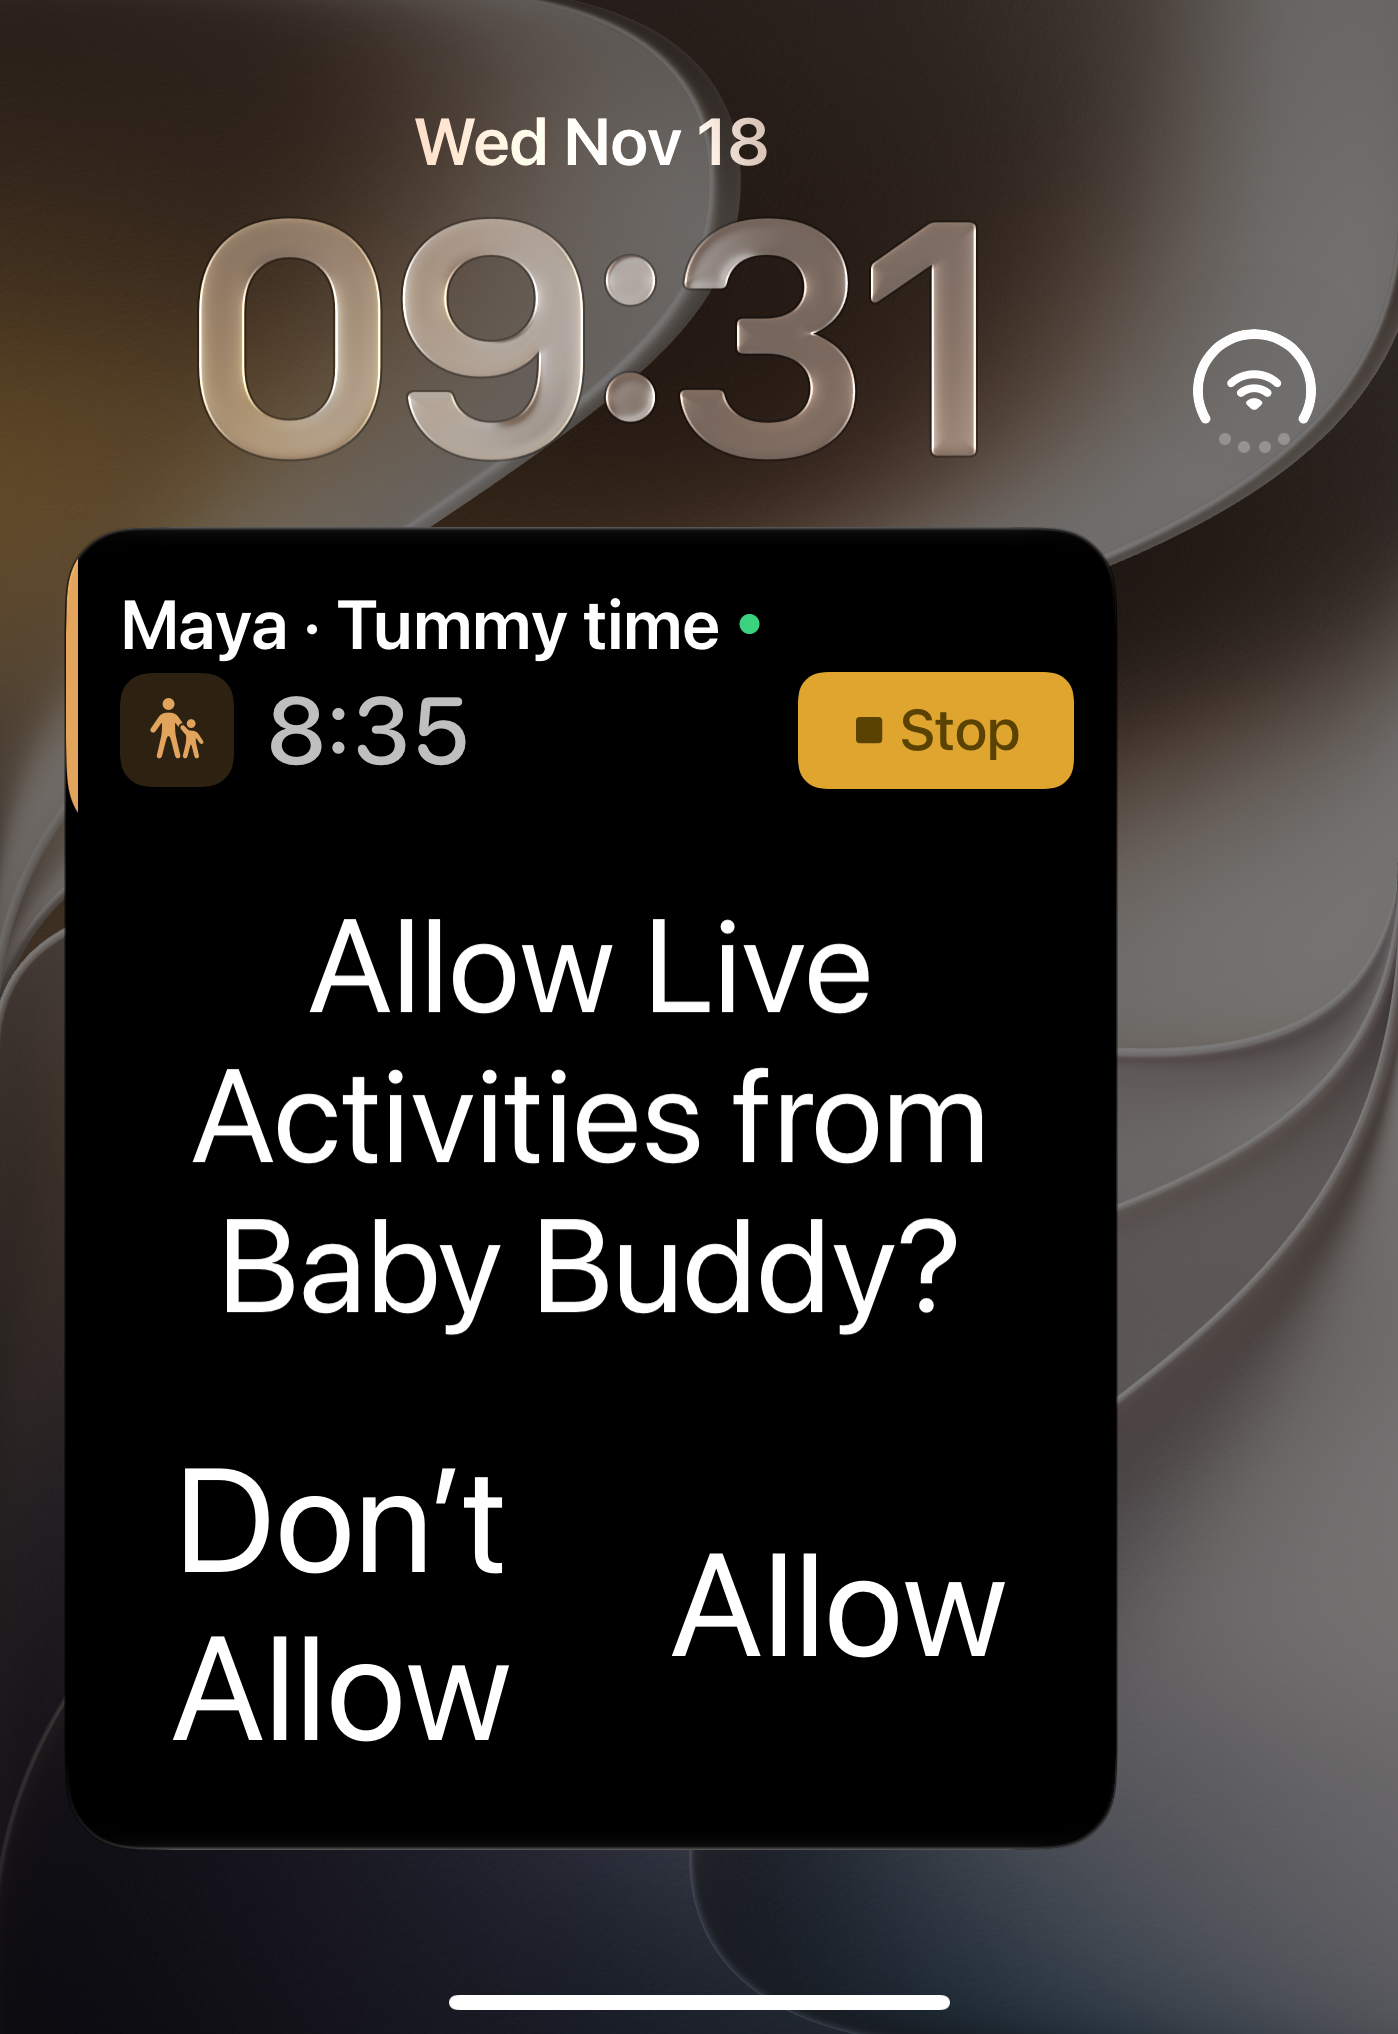 Wed Nov 18
09:31
Maya · Tummy time
8:35
Stop
Allow Live
Activities from
Baby Buddy?
Don’t
Allow
Allow